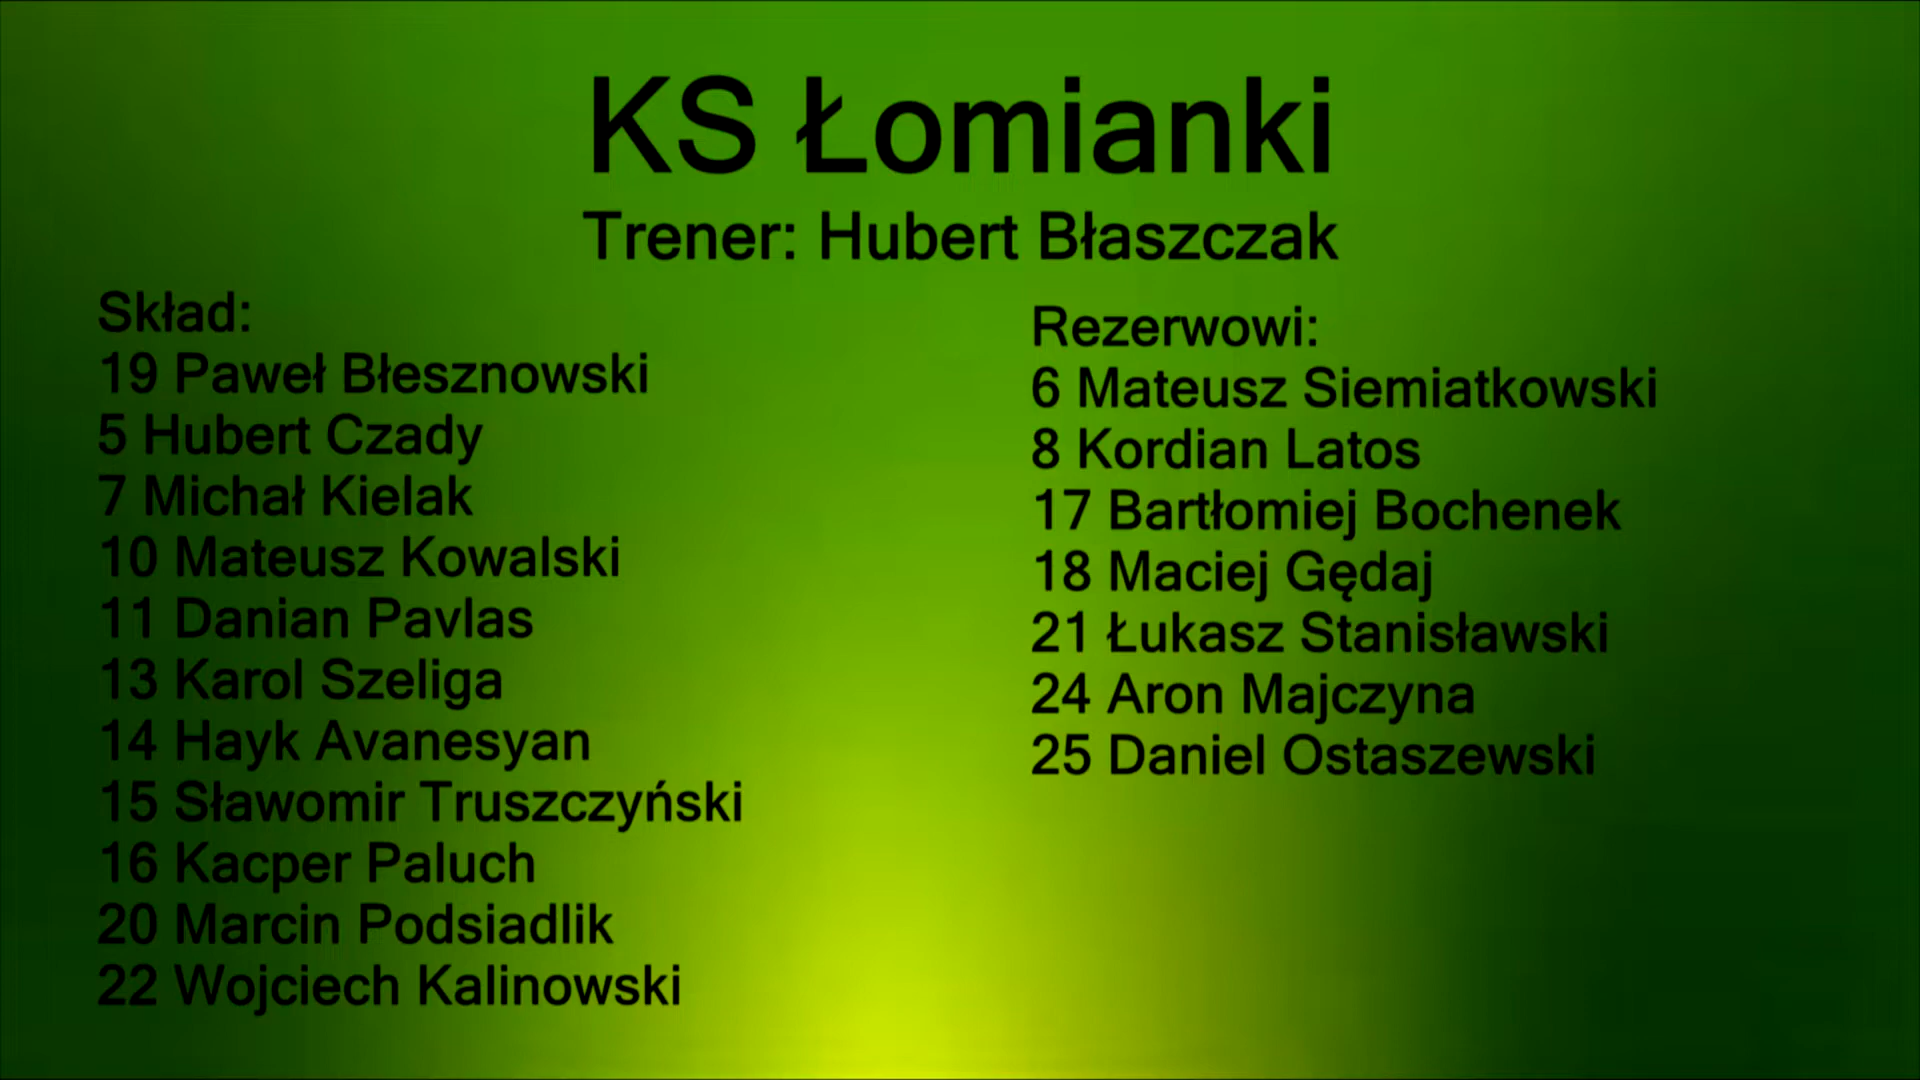 KS Łomianki
Trener: Hubert Błaszczak
Skład:
19 Paweł Błesznowski
5 Hubert Czady
7 Michał Kielak
10 Mateusz Kowalski
11 Danian Pavlas
13 Karol Szeliga
14 Hayk Avanesyan
15 Sławomir Truszczyński
16 Kacper Paluch
20 Marcin Podsiadlik
22 Wojciech Kalinowski
Rezerwowi:
6 Mateusz Siemiatkowski
8 Kordian Latos
17 Bartłomiej Bochenek
18 Maciej Gędaj
21 Łukasz Stanisławski
24 Aron Majczyna
25 Daniel Ostaszewski